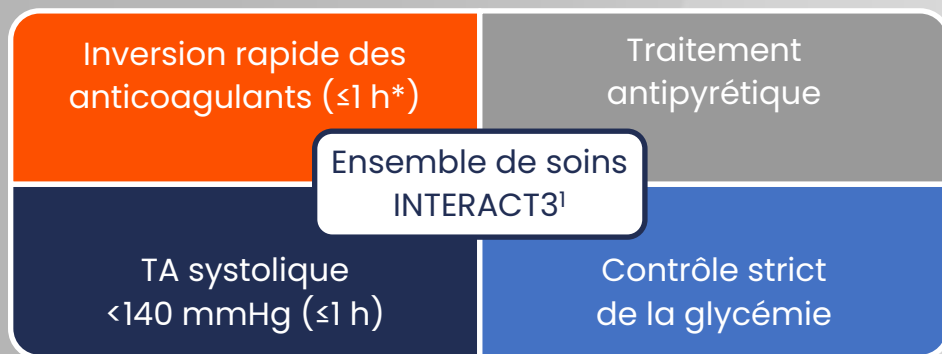 Inversion rapide des
anticoagulants (≤1 h*)
Traitement
antipyrétique
Ensemble de soins
INTERACT3¹
TA systolique
<140 mmHg (≤1 h)
Contrôle strict
de la glycémie